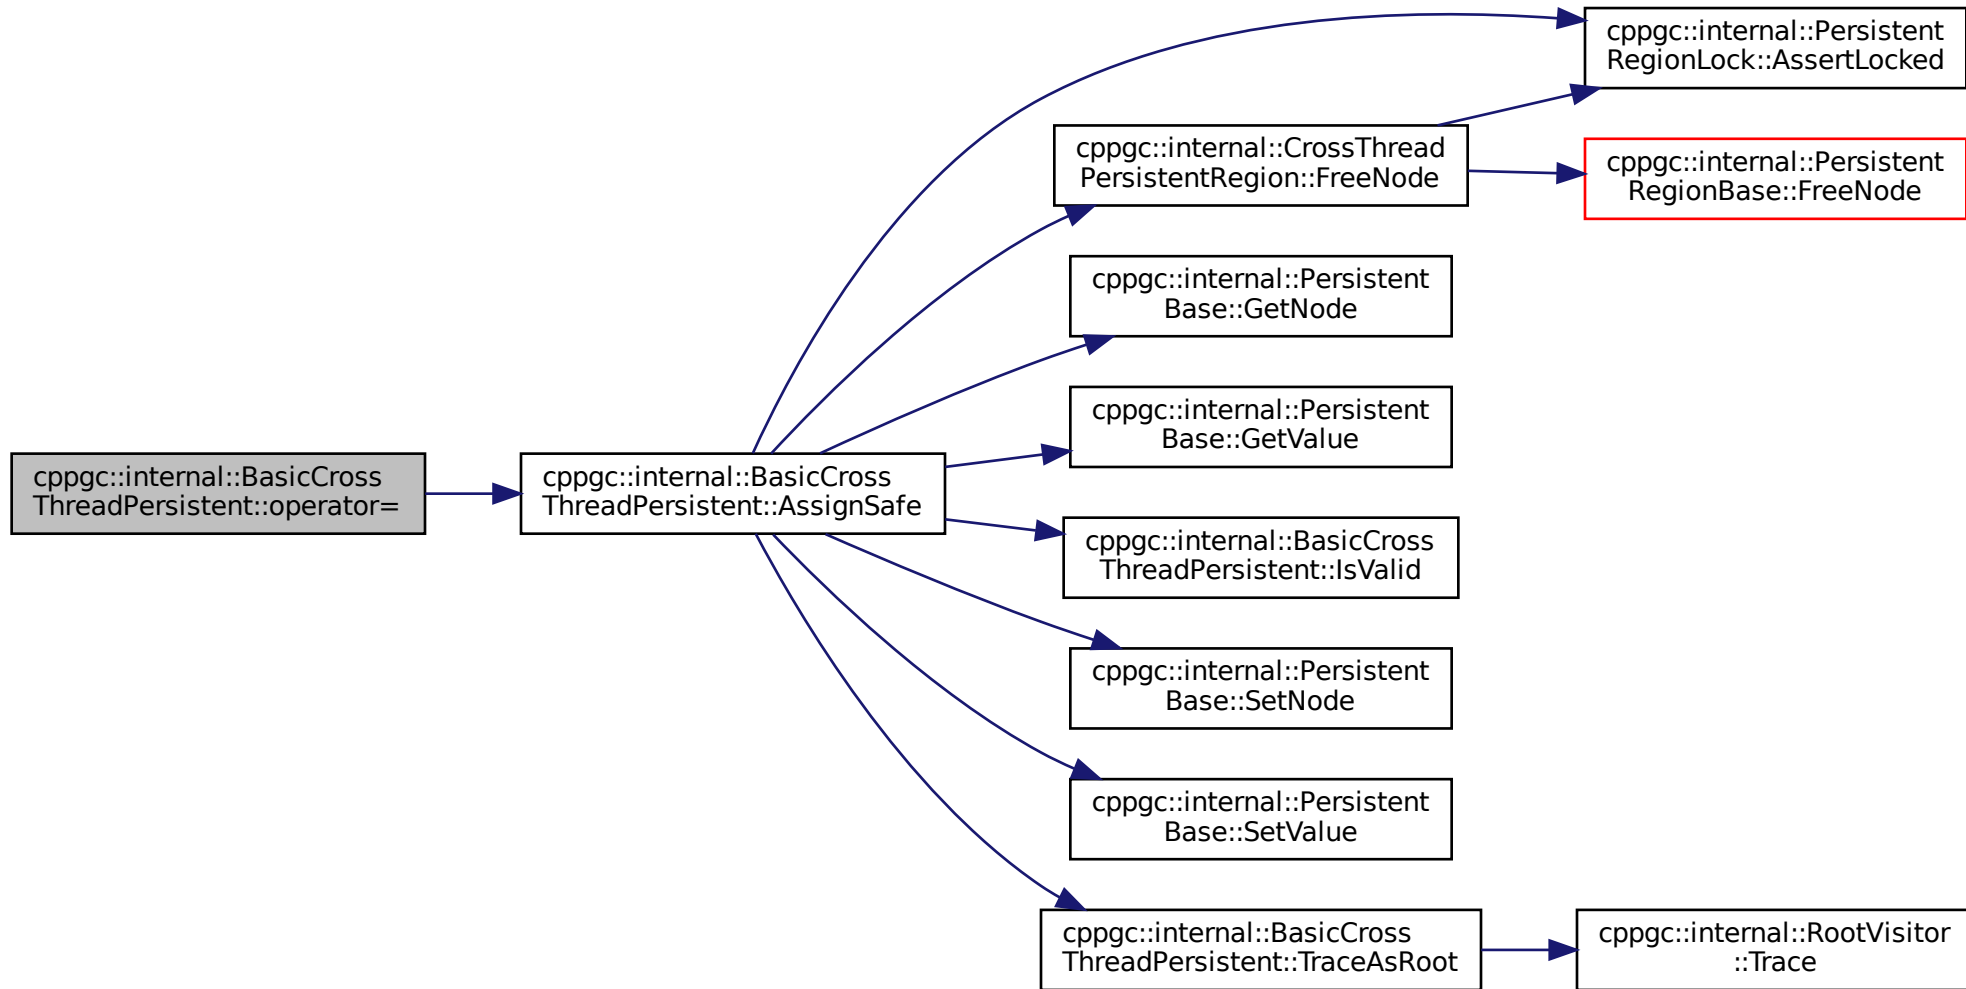 cppgc::internal::Persistent
RegionLock::AssertLocked
cppgc::internal::CrossThread
PersistentRegion::FreeNode
cppgc::internal::Persistent
RegionBase::FreeNode
cppgc::internal::Persistent
Base::GetNode
cppgc::internal::Persistent
Base::GetValue
cppgc::internal::BasicCross
ThreadPersistent::operator=
cppgc::internal::BasicCross
ThreadPersistent::AssignSafe
cppgc::internal::BasicCross
ThreadPersistent::IsValid
cppgc::internal::Persistent
Base::SetNode
cppgc::internal::Persistent
Base::SetValue
cppgc::internal::BasicCross
ThreadPersistent::TraceAsRoot
cppgc::internal::RootVisitor
::Trace